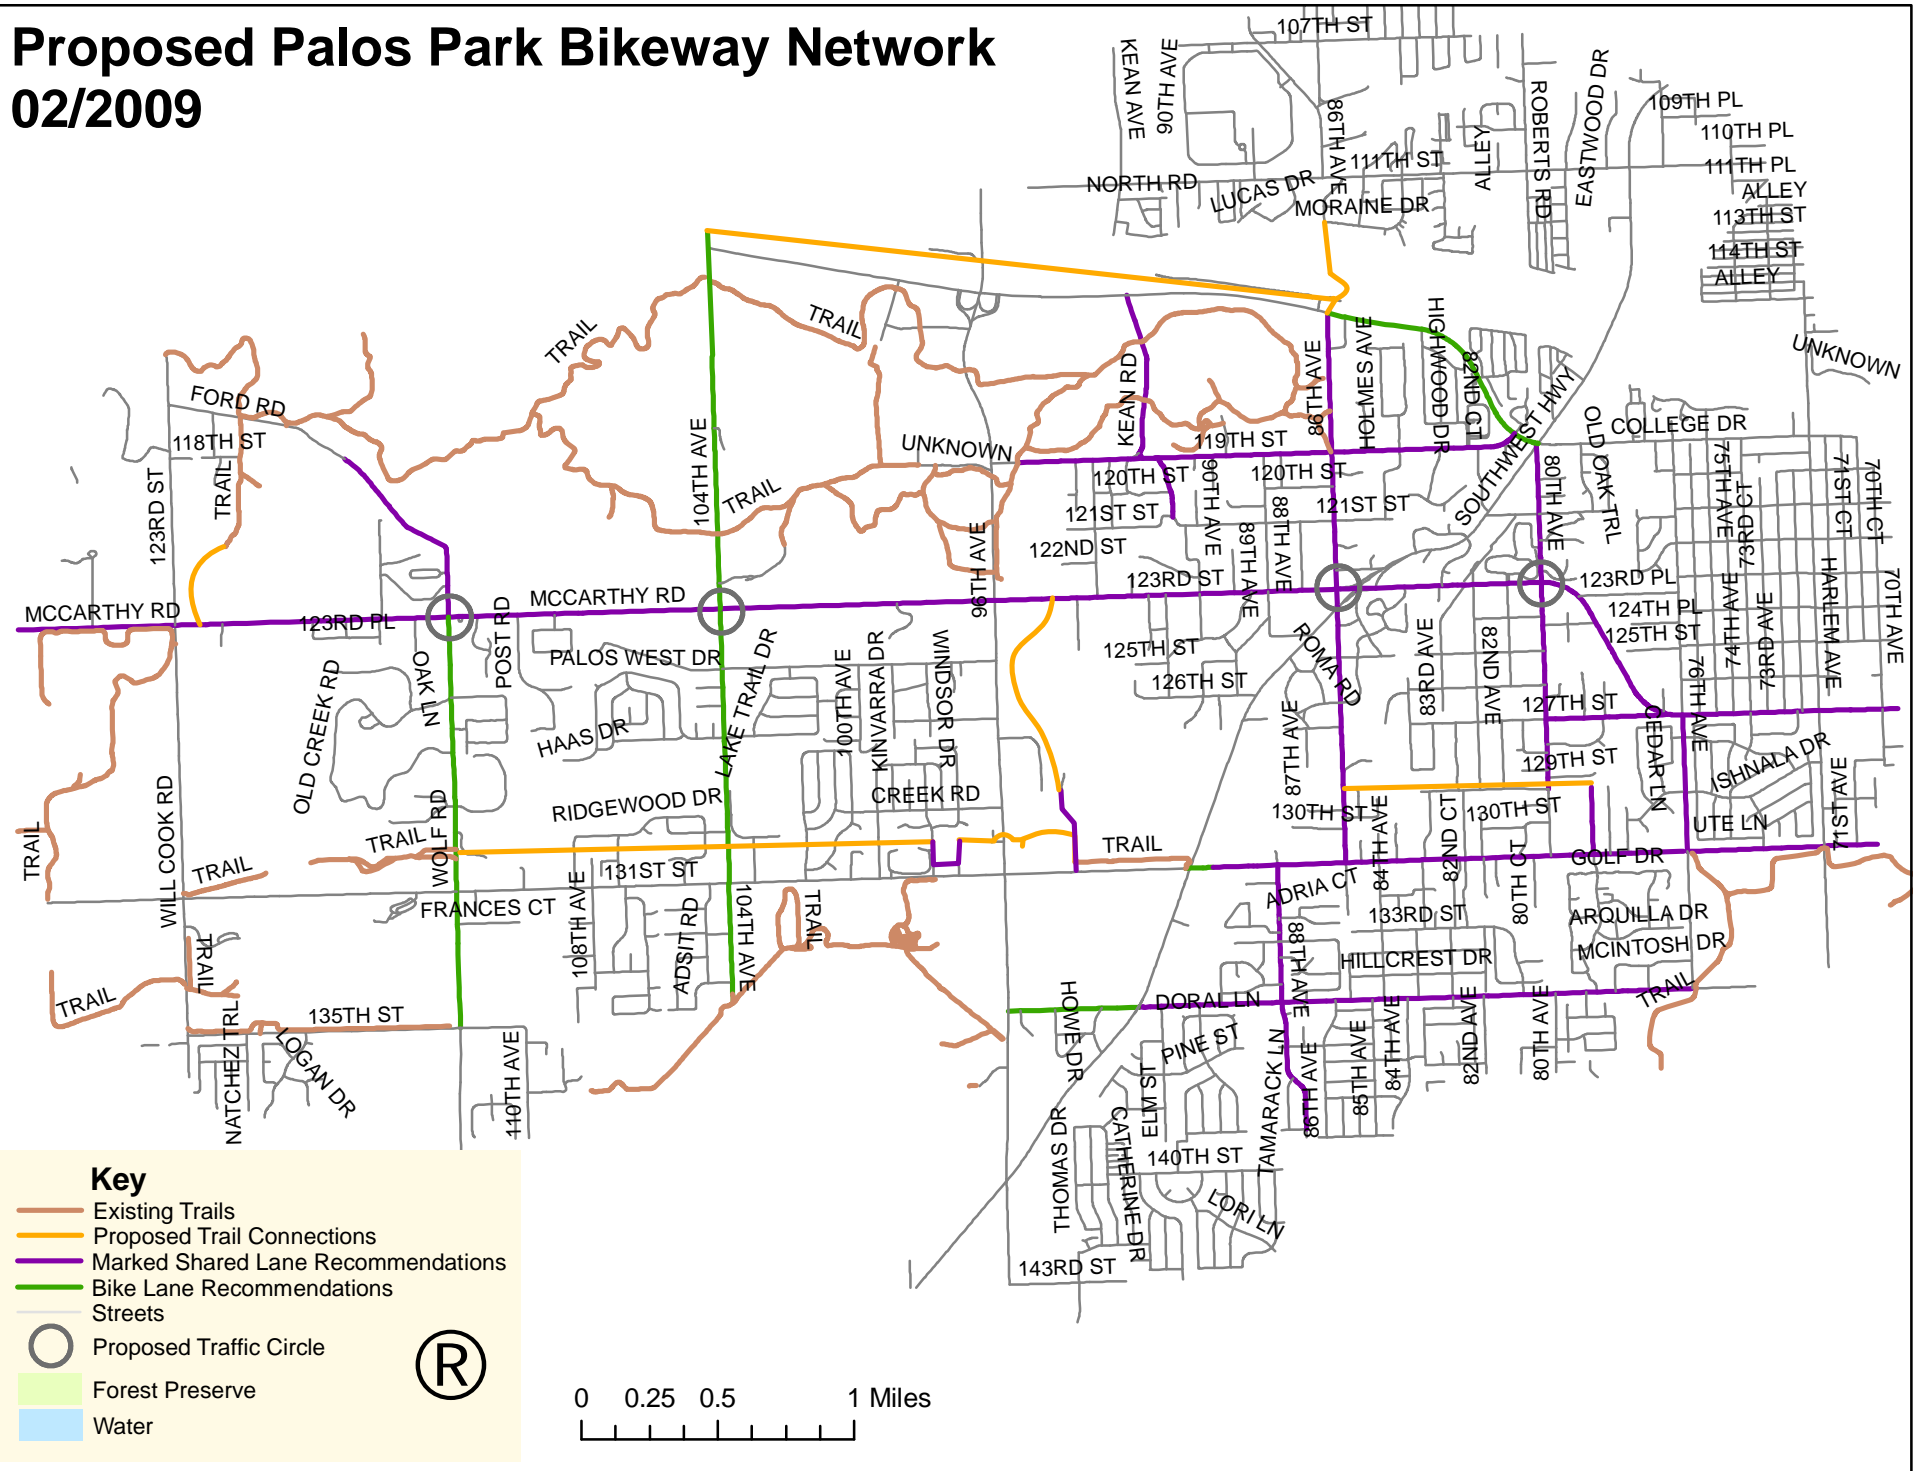 Proposed Palos Park Bikeway Network
02/2009
107TH ST
KEAN AVE
90TH AVE
86TH AVE
ALLEY
ROBERTS RD
EASTWOOD DR
109TH PL
110TH PL
111TH ST
111TH PL
NORTH RD
LUCAS DR
MORAINE DR
ALLEY
113TH ST
114TH ST
ALLEY
TRAIL
TRAIL
UNKNOWN
FORD RD
118TH ST
TRAIL
123RD ST
104TH AVE
TRAIL
UNKNOWN
KEAN RD
86TH AVE
HOLMES AVE
HIGHWOOD DR
82ND CT
SOUTHWEST HWY
OLD OAK TRL
COLLEGE DR
119TH ST
120TH ST
120TH ST
90TH AVE
121ST ST
121ST ST
88TH AVE
89TH AVE
80TH AVE
75TH AVE
73RD CT
71ST CT
70TH CT
122ND ST
96TH AVE
123RD ST
123RD PL
124TH PL
125TH ST
74TH AVE
73RD AVE
HARLEM AVE
70TH AVE
MCCARTHY RD
123RD PL
MCCARTHY RD
POST RD
OAK LN
OLD CREEK RD
PALOS WEST DR
HAAS DR
LAKE TRAIL DR
100TH AVE
KINVARRA DR
WINDSOR DR
125TH ST
126TH ST
ROMA RD
87TH AVE
83RD AVE
82ND AVE
127TH ST
129TH ST
CEDAR LN
76TH AVE
ISHNALA DR
71ST AVE
UTE LN
RIDGEWOOD DR
CREEK RD
130TH ST
130TH ST
84TH AVE
82ND CT
80TH CT
GOLF DR
TRAIL
WILL COOK RD
TRAIL
TRAIL
WOLF RD
131ST ST
TRAIL
FRANCES CT
108TH AVE
ADSIT RD
104TH AVE
TRAIL
ADRIA CT
133RD ST
ARQUILLA DR
MCINTOSH DR
HILLCREST DR
TRAIL
TRAIL
TRAIL
135TH ST
NATCHEZ TRL
LOGAN DR
110TH AVE
HOWE DR
DORAL LN
88TH AVE
PINE ST
ELM ST
TAMARACK LN
86TH AVE
85TH AVE
84TH AVE
82ND AVE
80TH AVE
THOMAS DR
CATHERINE DR
140TH ST
LORI LN
143RD ST
Key
Existing Trails
Proposed Trail Connections
Marked Shared Lane Recommendations
Bike Lane Recommendations
Streets
Proposed Traffic Circle
Forest Preserve
Water
®
0 0.25 0.5 1 Miles